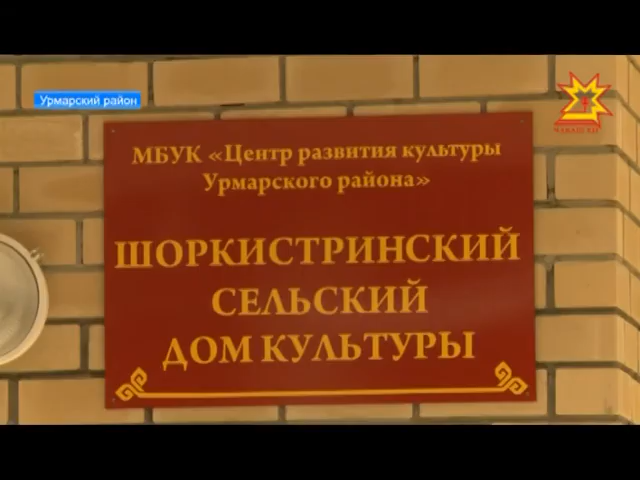 Урмарский район
МБУК «Центр развития культуры
Урмарского района»
ШОРКИСТРИНСКИЙ
СЕЛЬСКИЙ
ДОМ КУЛЬТУРЫ